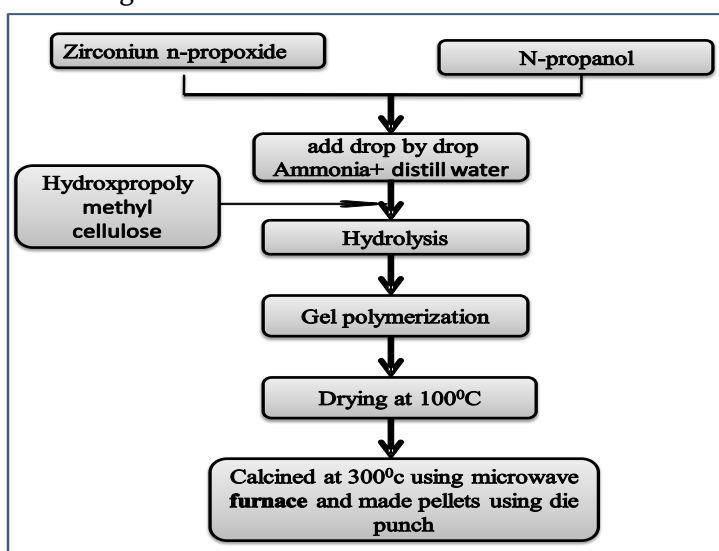 Zirconiun n-propoxide
N-propanol
add drop by drop
Ammonia+ distill water
Hydroxpropoly
methyl
cellulose
Hydrolysis
Gel polymerization
Drying at 100⁰C
Calcined at 300⁰c using microwave
furnace and made pellets using die
punch